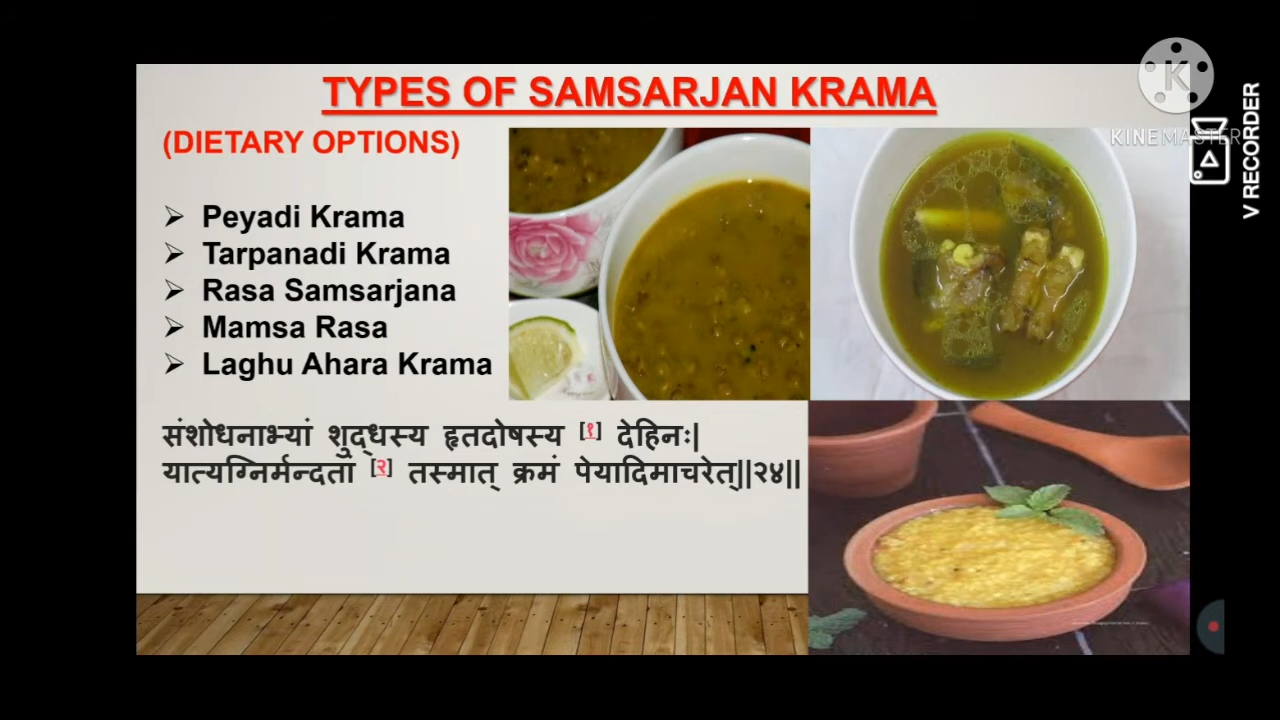 TYPES OF SAMSARJAN KRAMA
(DIETARY OPTIONS)
➢ Peyadi Krama
➢ Tarpanadi Krama
➢ Rasa Samsarjana
➢ Mamsa Rasa
➢ Laghu Ahara Krama
संशोधनाभ्यां शुद्धस्य हृतदोषस्य [१] देहिनः|
यात्यग्निर्मन्दतां [२] तस्मात् क्रमं पेयादिमाचरेत्||२४||
K
KINEMASTER
V RECORDER